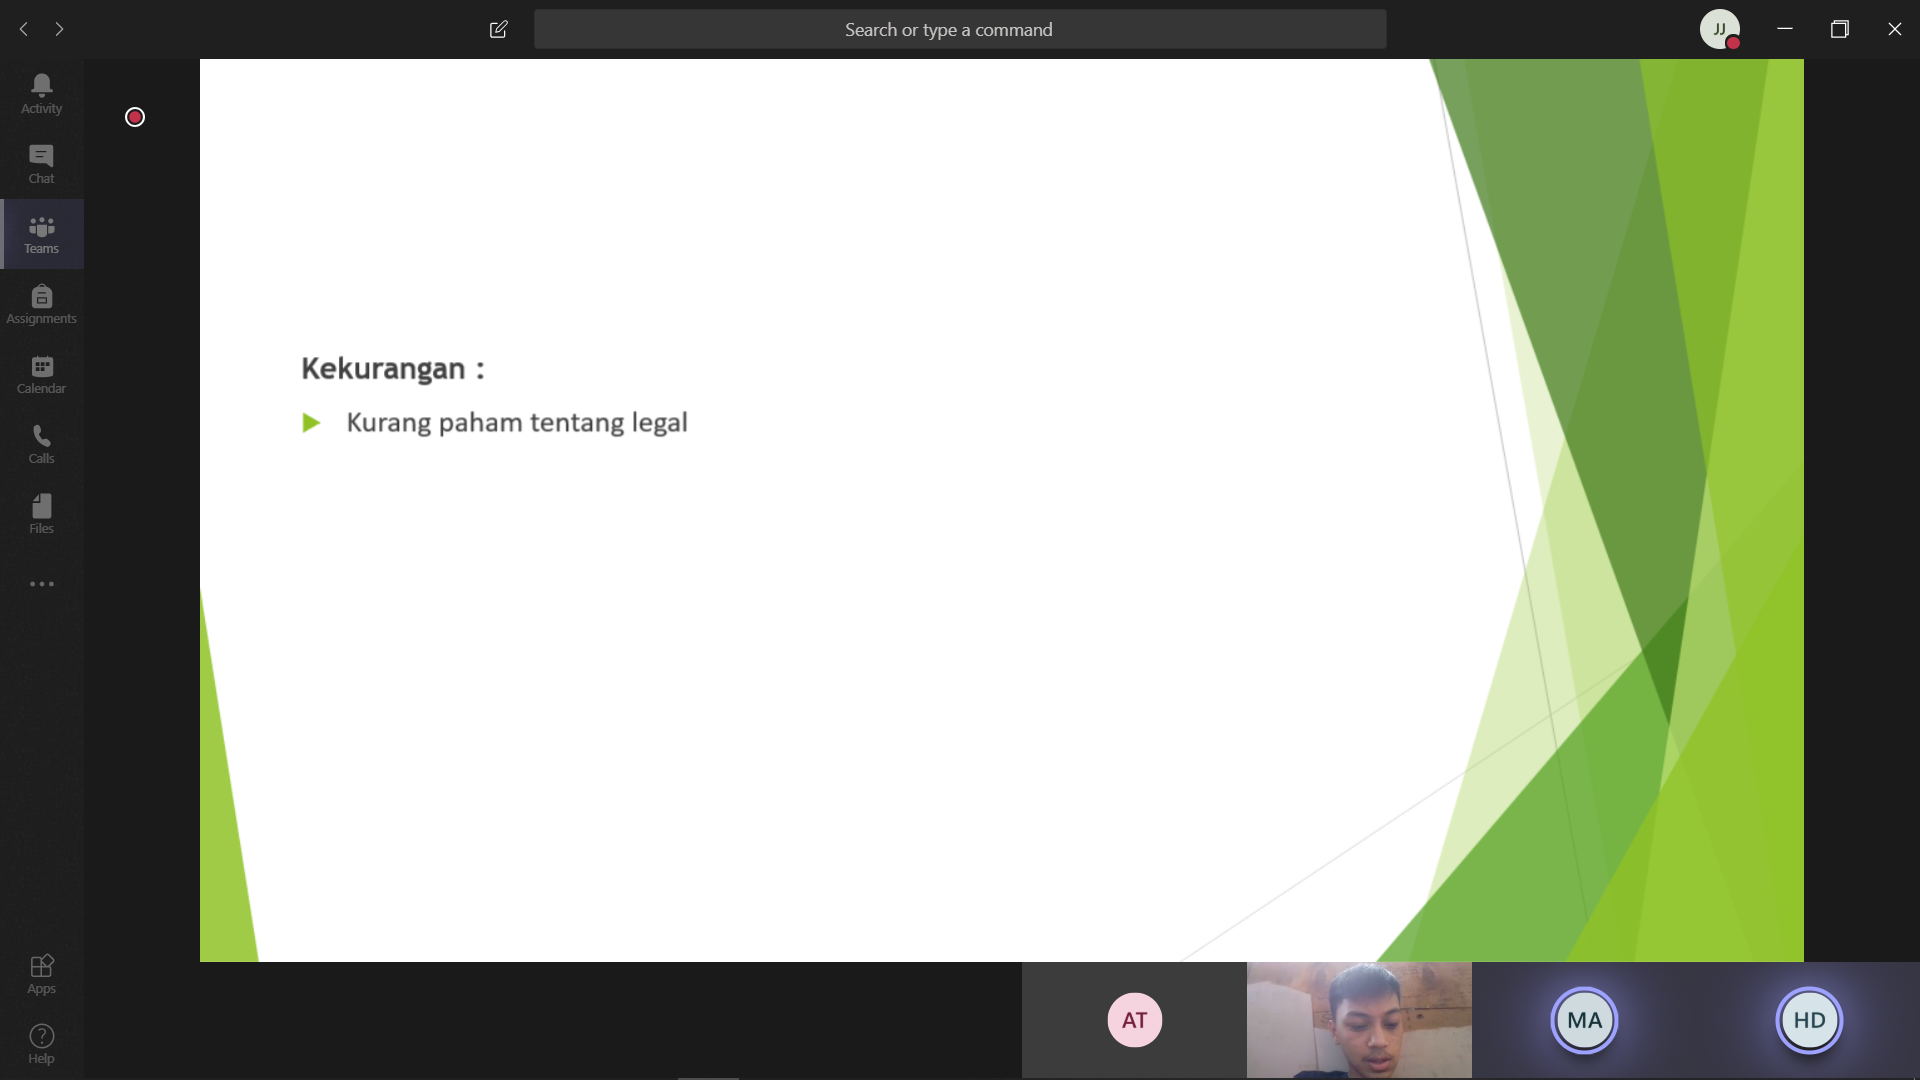 Search or type a command
JJ
Activity
Chat
Teams
Assignments
Calendar
Calls
Files
Apps
Help
Kekurangan :
Kurang paham tentang legal
AT
MA
HD